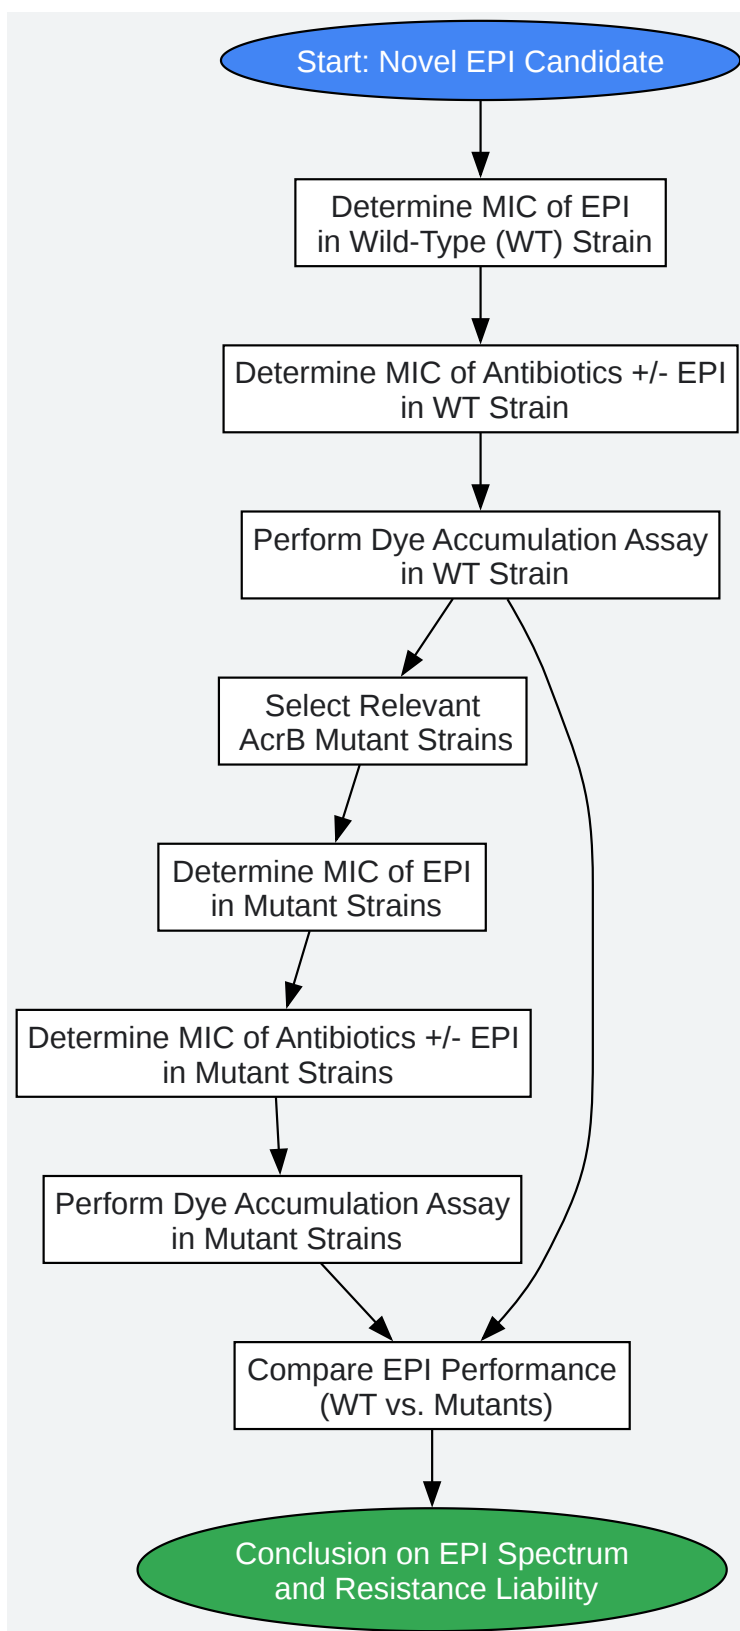 Start: Novel EPI Candidate
Determine MIC of EPI
in Wild-Type (WT) Strain
Determine MIC of Antibiotics +/- EPI
in WT Strain
Perform Dye Accumulation Assay
in WT Strain
Select Relevant
AcrB Mutant Strains
Determine MIC of EPI
in Mutant Strains
Determine MIC of Antibiotics +/- EPI
in Mutant Strains
Perform Dye Accumulation Assay
in Mutant Strains
Compare EPI Performance
(WT vs. Mutants)
Conclusion on EPI Spectrum
and Resistance Liability